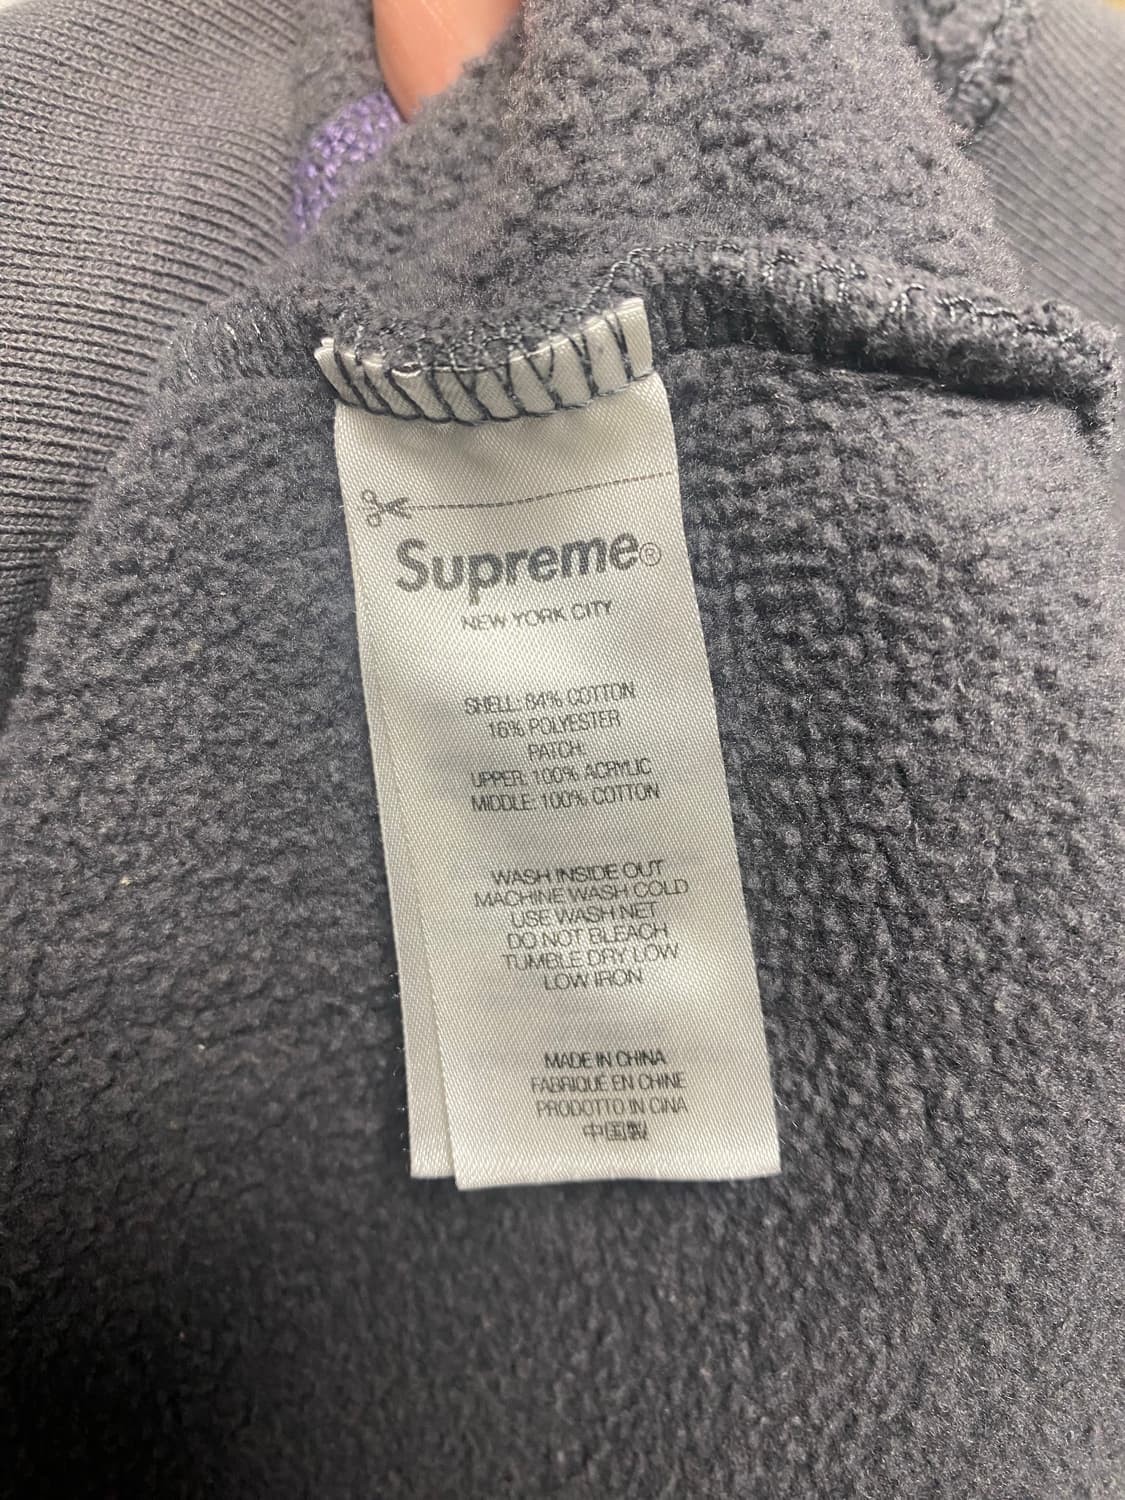 Supreme®
NEW YORK CITY
SHELL: 84% COTTON
16% POLYESTER
PATCH:
UPPER: 100% ACRYLIC
MIDDLE: 100% COTTON
WASH INSIDE OUT
MACHINE WASH COLD
USE WASH NET
DO NOT BLEACH
TUMBLE DRY LOW
LOW IRON
MADE IN CHINA
FABRIQUE EN CHINE
PRODOTTO IN CINA
中国製